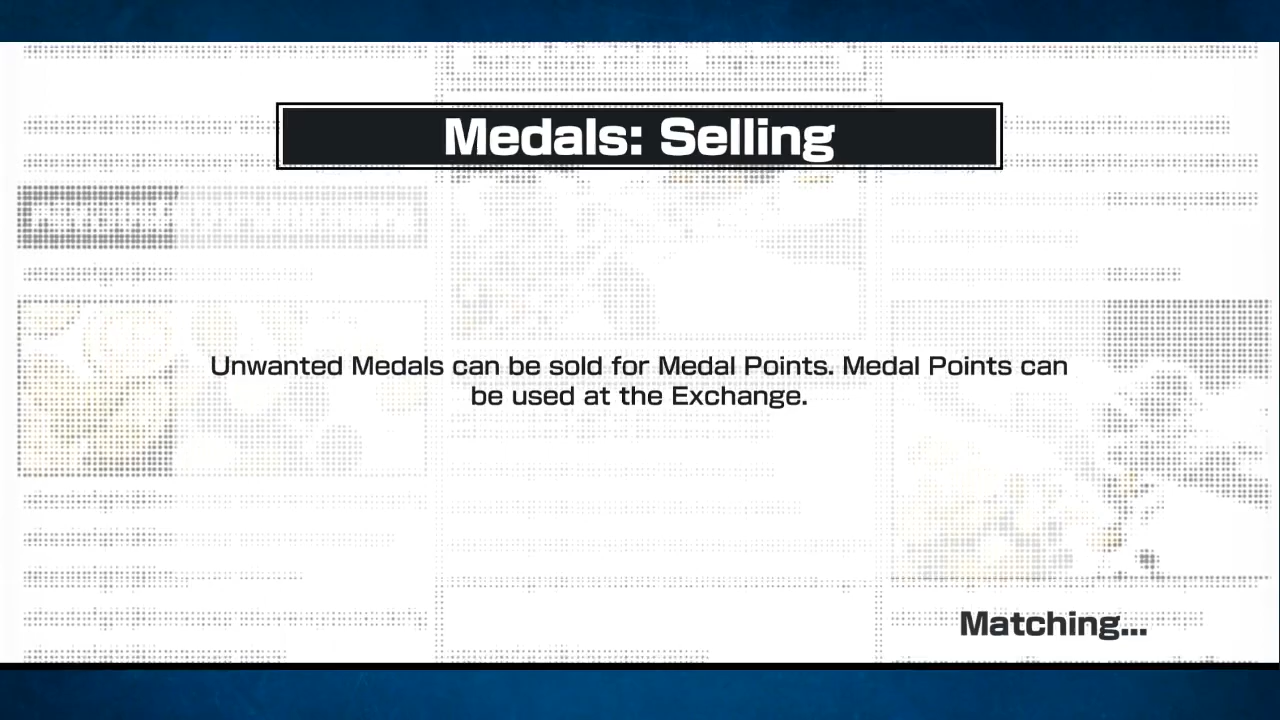 Medals: Selling
Unwanted Medals can be sold for Medal Points. Medal Points can
be used at the Exchange.
Matching...